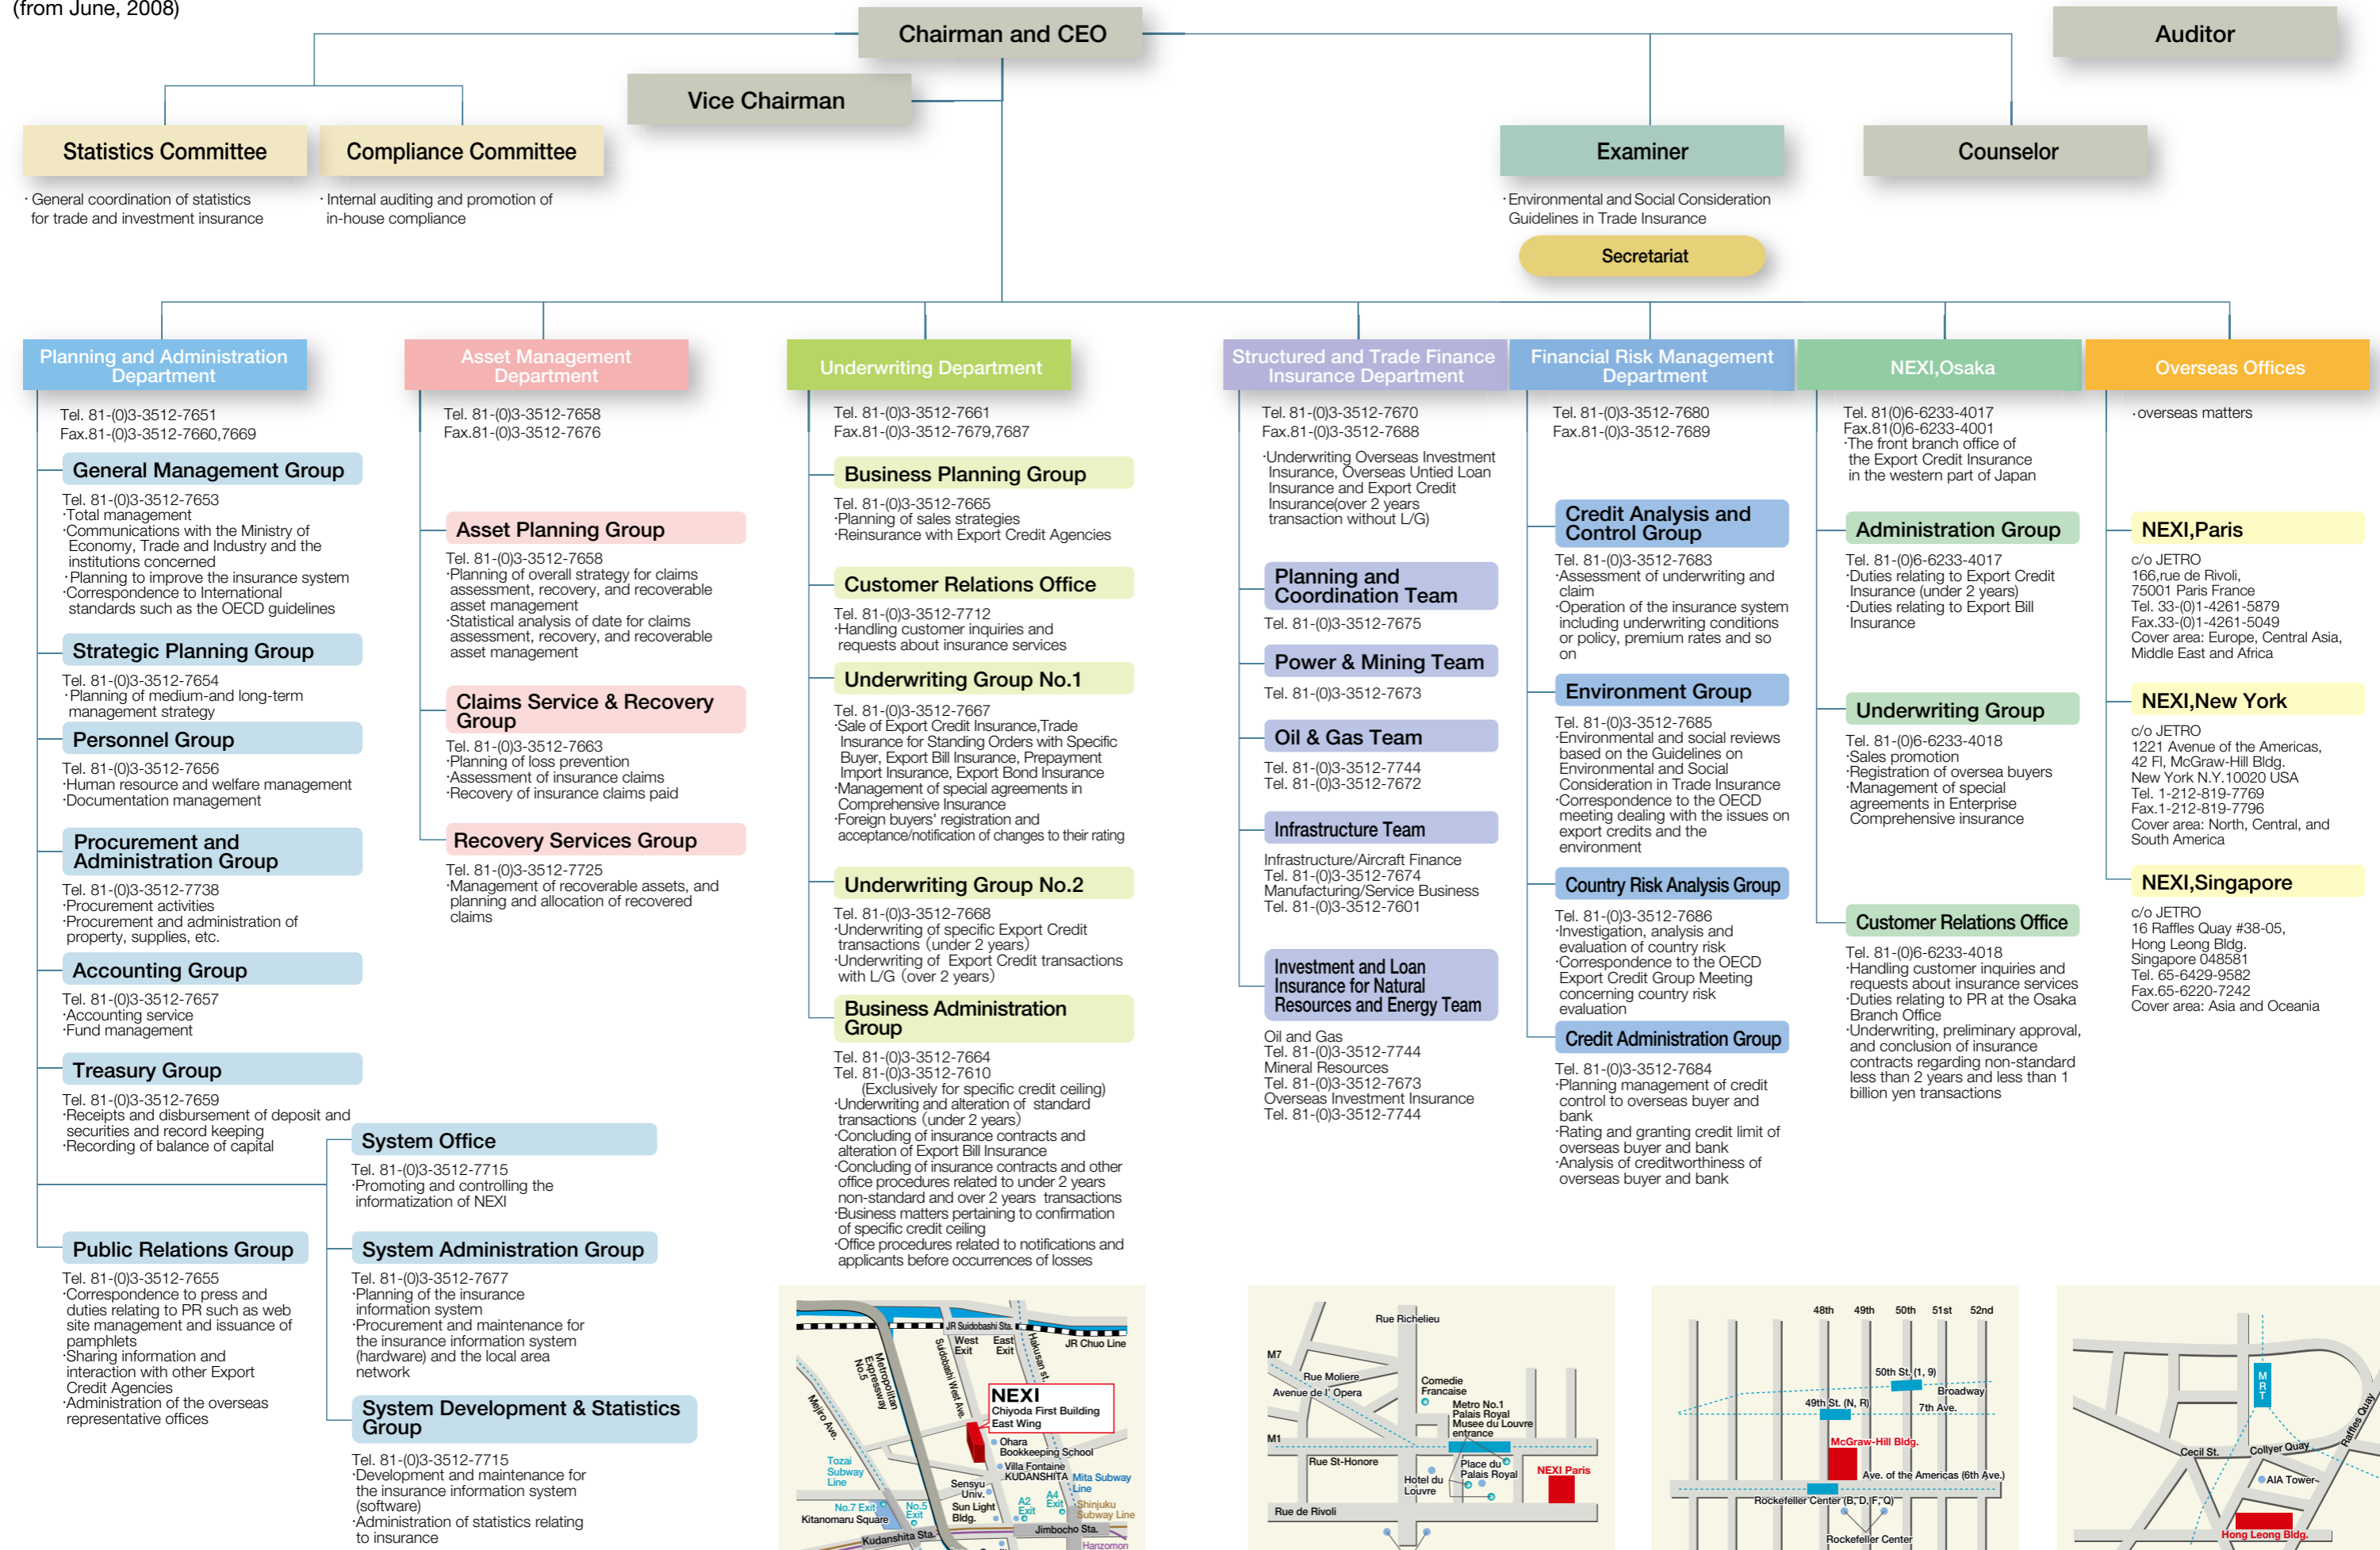 (from June, 2008)
Chairman and CEO
Auditor
Vice Chairman
Statistics Committee
· General coordination of statistics
for trade and investment insurance
Compliance Committee
· Internal auditing and promotion of
in-house compliance
Examiner
· Environmental and Social Consideration
Guidelines in Trade Insurance
Secretariat
Counselor
Planning and Administration
Department
Tel. 81-(0)3-3512-7651
Fax.81-(0)3-3512-7660,7669
General Management Group
Tel. 81-(0)3-3512-7653
·Total management
·Communications with the Ministry of
Economy, Trade and Industry and the
institutions concerned
·Planning to improve the insurance system
·Correspondence to International
standards such as the OECD guidelines
Strategic Planning Group
Tel. 81-(0)3-3512-7654
·Planning of medium-and long-term
management strategy
Personnel Group
Tel. 81-(0)3-3512-7656
·Human resource and welfare management
·Documentation management
Procurement and
Administration Group
Tel. 81-(0)3-3512-7738
·Procurement activities
·Procurement and administration of
property, supplies, etc.
Accounting Group
Tel. 81-(0)3-3512-7657
·Accounting service
·Fund management
Treasury Group
Tel. 81-(0)3-3512-7659
·Receipts and disbursement of deposit and
securities and record keeping
·Recording of balance of capital
Public Relations Group
Tel. 81-(0)3-3512-7655
·Correspondence to press and
duties relating to PR such as web
site management and issuance of
pamphlets
·Sharing information and
interaction with other Export
Credit Agencies
·Administration of the overseas
representative offices
System Office
Tel. 81-(0)3-3512-7715
·Promoting and controlling the
informatization of NEXI
System Administration Group
Tel. 81-(0)3-3512-7677
·Planning of the insurance
information system
·Procurement and maintenance for
the insurance information system
(hardware) and the local area
network
System Development & Statistics
Group
Tel. 81-(0)3-3512-7715
·Development and maintenance for
the insurance information system
(software)
·Administration of statistics relating
to insurance
Asset Management
Department
Tel. 81-(0)3-3512-7658
Fax.81-(0)3-3512-7676
Asset Planning Group
Tel. 81-(0)3-3512-7658
·Planning of overall strategy for claims
assessment, recovery, and recoverable
asset management
·Statistical analysis of date for claims
assessment, recovery, and recoverable
asset management
Claims Service & Recovery
Group
Tel. 81-(0)3-3512-7663
·Planning of loss prevention
·Assessment of insurance claims
·Recovery of insurance claims paid
Recovery Services Group
Tel. 81-(0)3-3512-7725
·Management of recoverable assets, and
planning and allocation of recovered
claims
Underwriting Department
Tel. 81-(0)3-3512-7661
Fax.81-(0)3-3512-7679,7687
Business Planning Group
Tel. 81-(0)3-3512-7665
·Planning of sales strategies
·Reinsurance with Export Credit Agencies
Customer Relations Office
Tel. 81-(0)3-3512-7712
·Handling customer inquiries and
requests about insurance services
Underwriting Group No.1
Tel. 81-(0)3-3512-7667
·Sale of Export Credit Insurance,Trade
Insurance for Standing Orders with Specific
Buyer, Export Bill Insurance, Prepayment
Import Insurance, Export Bond Insurance
·Management of special agreements in
Comprehensive Insurance
·Foreign buyers' registration and
acceptance/notification of changes to their rating
Underwriting Group No.2
Tel. 81-(0)3-3512-7668
·Underwriting of specific Export Credit
transactions (under 2 years)
·Underwriting of Export Credit transactions
with L/G (over 2 years)
Business Administration
Group
Tel. 81-(0)3-3512-7664
Tel. 81-(0)3-3512-7610
(Exclusively for specific credit ceiling)
·Underwriting and alteration of standard
transactions (under 2 years)
·Concluding of insurance contracts and
alteration of Export Bill Insurance
·Concluding of insurance contracts and other
office procedures related to under 2 years
non-standard and over 2 years transactions
·Business matters pertaining to confirmation
of specific credit ceiling
·Office procedures related to notifications and
applicants before occurrences of losses
Structured and Trade Finance
Insurance Department
Tel. 81-(0)3-3512-7670
Fax.81-(0)3-3512-7688
·Underwriting Overseas Investment
Insurance, Overseas Untied Loan
Insurance and Export Credit
Insurance(over 2 years
transaction without L/G)
Planning and
Coordination Team
Tel. 81-(0)3-3512-7675
Power & Mining Team
Tel. 81-(0)3-3512-7673
Oil & Gas Team
Tel. 81-(0)3-3512-7744
Tel. 81-(0)3-3512-7672
Infrastructure Team
Infrastructure/Aircraft Finance
Tel. 81-(0)3-3512-7674
Manufacturing/Service Business
Tel. 81-(0)3-3512-7601
Investment and Loan
Insurance for Natural
Resources and Energy Team
Oil and Gas
Tel. 81-(0)3-3512-7744
Mineral Resources
Tel. 81-(0)3-3512-7673
Overseas Investment Insurance
Tel. 81-(0)3-3512-7744
Financial Risk Management
Department
Tel. 81-(0)3-3512-7680
Fax.81-(0)3-3512-7689
Credit Analysis and
Control Group
Tel. 81-(0)3-3512-7683
·Assessment of underwriting and
claim
·Operation of the insurance system
including underwriting conditions
or policy, premium rates and so
on
Environment Group
Tel. 81-(0)3-3512-7685
·Environmental and social reviews
based on the Guidelines on
Environmental and Social
Consideration in Trade Insurance
·Correspondence to the OECD
meeting dealing with the issues on
export credits and the
environment
Country Risk Analysis Group
Tel. 81-(0)3-3512-7686
·Investigation, analysis and
evaluation of country risk
·Correspondence to the OECD
Export Credit Group Meeting
concerning country risk
evaluation
Credit Administration Group
Tel. 81-(0)3-3512-7684
·Planning management of credit
control to overseas buyer and
bank
·Rating and granting credit limit of
overseas buyer and bank
·Analysis of creditworthiness of
overseas buyer and bank
NEXI,Osaka
Tel. 81(0)6-6233-4017
Fax.81(0)6-6233-4001
·The front branch office of
the Export Credit Insurance
in the western part of Japan
Administration Group
Tel. 81-(0)6-6233-4017
·Duties relating to Export Credit
Insurance (under 2 years)
·Duties relating to Export Bill
Insurance
Underwriting Group
Tel. 81-(0)6-6233-4018
·Sales promotion
·Registration of oversea buyers
·Management of special
agreements in Enterprise
Comprehensive insurance
Customer Relations Office
Tel. 81-(0)6-6233-4018
·Handling customer inquiries and
requests about insurance services
·Duties relating to PR at the Osaka
Branch Office
·Underwriting, preliminary approval,
and conclusion of insurance
contracts regarding non-standard
less than 2 years and less than 1
billion yen transactions
Overseas Offices
·overseas matters
NEXI,Paris
c/o JETRO
166,rue de Rivoli,
75001 Paris France
Tel. 33-(0)1-4261-5879
Fax.33-(0)1-4261-5049
Cover area: Europe, Central Asia,
Middle East and Africa
NEXI,New York
c/o JETRO
1221 Avenue of the Americas,
42 Fl, McGraw-Hill Bldg.
New York N.Y.10020 USA
Tel. 1-212-819-7769
Fax.1-212-819-7796
Cover area: North, Central, and
South America
NEXI,Singapore
c/o JETRO
16 Raffles Quay #38-05,
Hong Leong Bldg.
Singapore 048581
Tel. 65-6429-9582
Fax.65-6220-7242
Cover area: Asia and Oceania
JR Suidobashi Sta.
West
Exit
East
Exit
JR Chuo Line
Hakusan st.
Suidobashi West Ave.
Metropolitan
Expressway
No.5
Mejiro Ave.
NEXI
Chiyoda First Building
East Wing
Ohara
Bookkeeping School
Villa Fontaine
KUDANSHITA
Mita Subway
Line
Tozai
Subway
Line
Sensyu
Univ.
No.7 Exit
No.5
Exit
Sun Light
Bldg.
A2
Exit
A4
Exit
Shinjuku
Subway Line
Kitanomaru Square
Kudanshita Sta.
Jimbocho Sta.
Hanzomon
Rue Richelieu
M7
Rue Moliere
Avenue de l' Opera
Comedie
Francaise
Metro No.1
Palais Royal
Musee du Louvre
entrance
M1
Rue St-Honore
Place du
Palais Royal
Hotel du
Louvre
NEXI Paris
Rue de Rivoli
48th
49th
50th
51st
52nd
50th St. (1, 9)
Broadway
49th St. (N, R)
7th Ave.
McGraw-Hill Bldg.
Ave. of the Americas (6th Ave.)
Rockefeller Center (B, D, F, Q)
Rockefeller Center
MRT
Raffles Quay
Cecil St.
Collyer Quay
AIA Tower
Hong Leong Bldg.